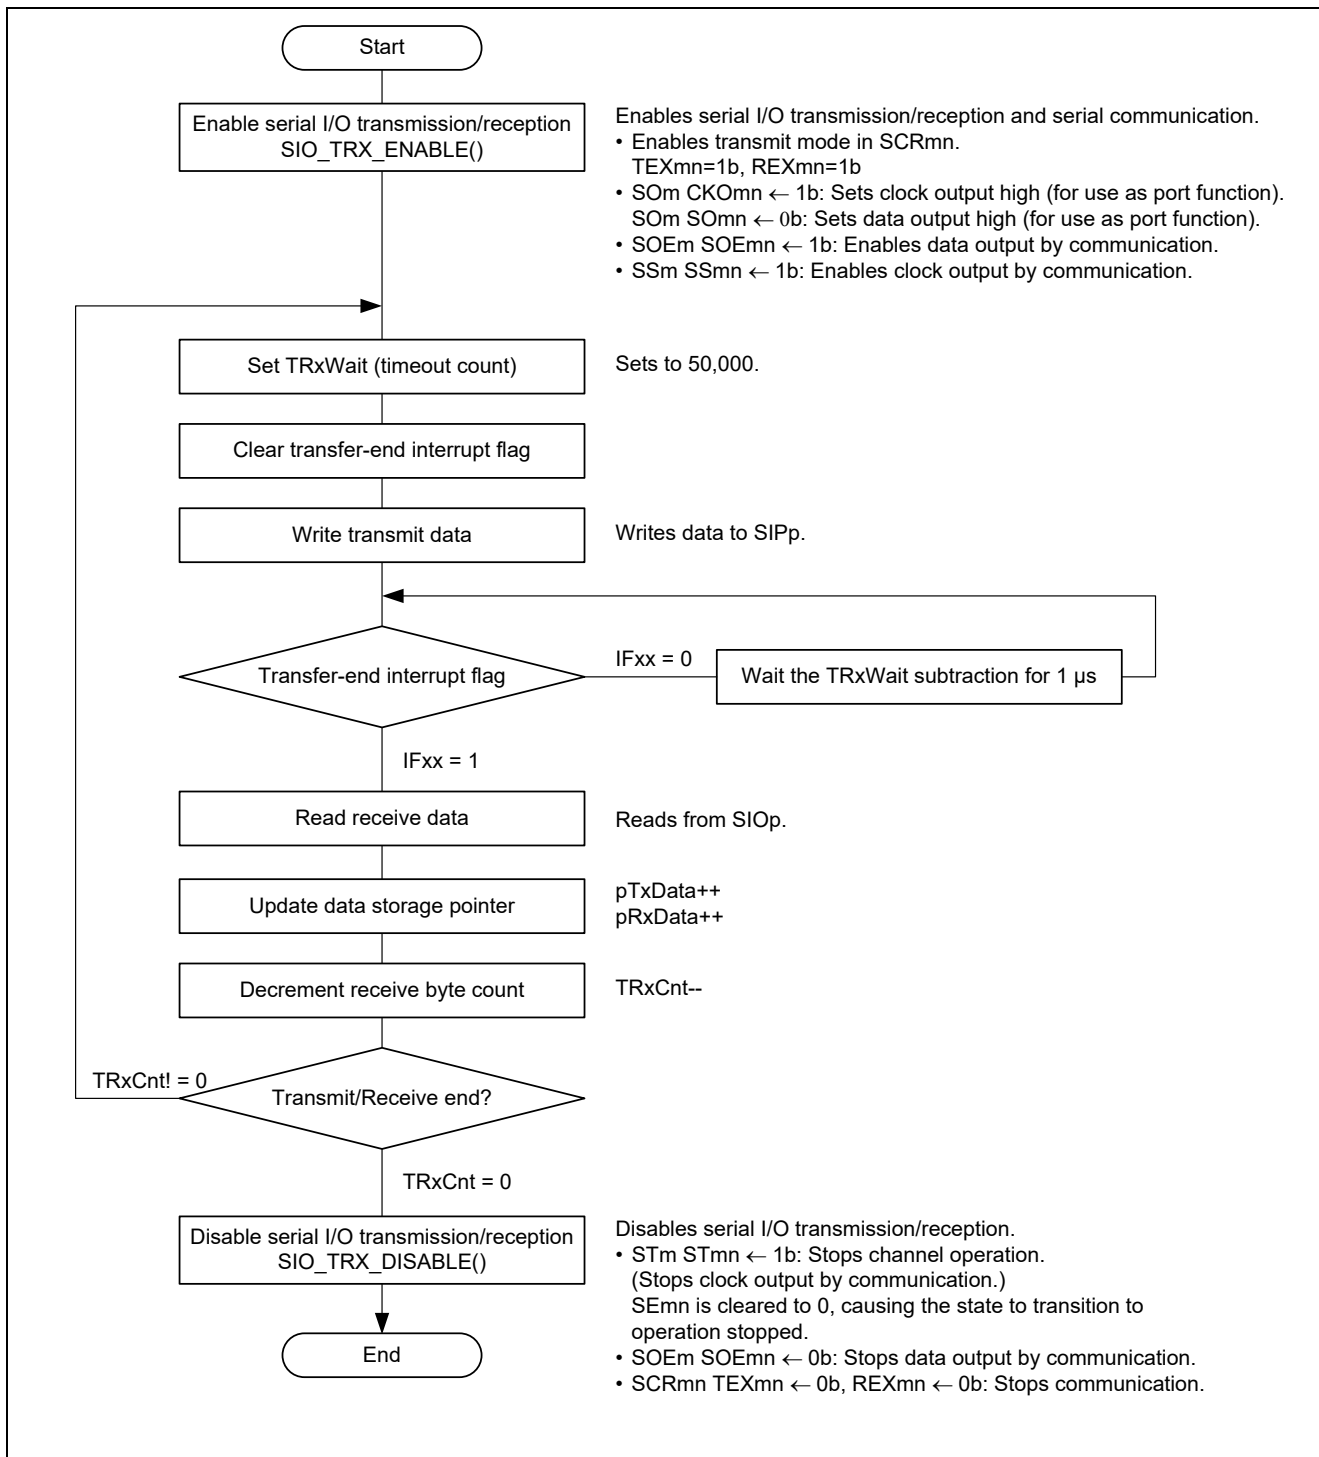 Start
Enable serial I/O transmission/reception
SIO_TRX_ENABLE()
Enables serial I/O transmission/reception and serial communication.
• Enables transmit mode in SCRmn.
TEXmn=1b, REXmn=1b
• SOm CKOmn ← 1b: Sets clock output high (for use as port function).
SOm SOmn ← 0b: Sets data output high (for use as port function).
• SOEm SOEmn ← 1b: Enables data output by communication.
• SSm SSmn ← 1b: Enables clock output by communication.
Set TRxWait (timeout count)
Sets to 50,000.
Clear transfer-end interrupt flag
Write transmit data
Writes data to SIPp.
Transfer-end interrupt flag
IFxx = 0
Wait the TRxWait subtraction for 1 µs
IFxx = 1
Read receive data
Reads from SIOp.
Update data storage pointer
pTxData++
pRxData++
Decrement receive byte count
TRxCnt--
TRxCnt! = 0
Transmit/Receive end?
TRxCnt = 0
Disable serial I/O transmission/reception
SIO_TRX_DISABLE()
Disables serial I/O transmission/reception.
• STm STmn ← 1b: Stops channel operation.
(Stops clock output by communication.)
SEmn is cleared to 0, causing the state to transition to
operation stopped.
• SOEm SOEmn ← 0b: Stops data output by communication.
• SCRmn TEXmn ← 0b, REXmn ← 0b: Stops communication.
End